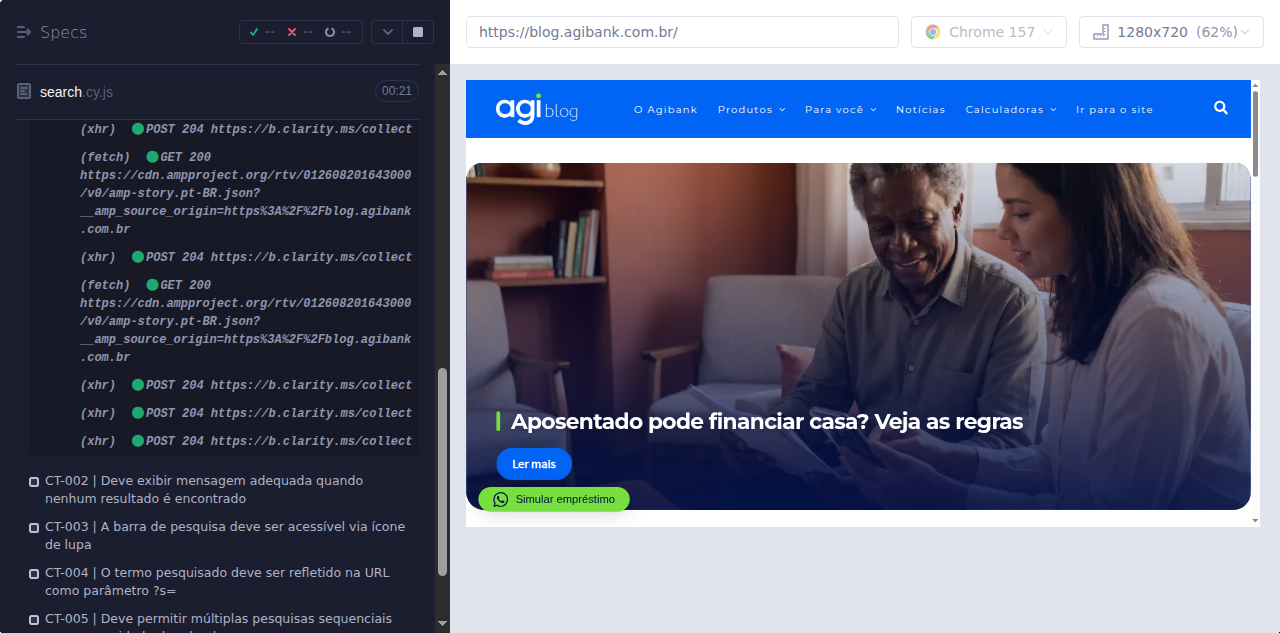 Specs
-- -- --
https://blog.agibank.com.br/
Chrome 157
1280x720 (62%)
search.cy.js
00:21
(xhr) POST 204 https://b.clarity.ms/collect
(fetch) GET 200
https://cdn.ampproject.org/rtv/012608201643000
/v0/amp-story.pt-BR.json?
__amp_source_origin=https%3A%2F%2Fblog.agibank
.com.br
(xhr) POST 204 https://b.clarity.ms/collect
(fetch) GET 200
https://cdn.ampproject.org/rtv/012608201643000
/v0/amp-story.pt-BR.json?
__amp_source_origin=https%3A%2F%2Fblog.agibank
.com.br
(xhr) POST 204 https://b.clarity.ms/collect
(xhr) POST 204 https://b.clarity.ms/collect
(xhr) POST 204 https://b.clarity.ms/collect
CT-002 | Deve exibir mensagem adequada quando
nenhum resultado é encontrado
CT-003 | A barra de pesquisa deve ser acessível via ícone
de lupa
CT-004 | O termo pesquisado deve ser refletido na URL
como parâmetro ?s=
CT-005 | Deve permitir múltiplas pesquisas sequenciais
agi blog
O Agibank Produtos Para você Notícias Calculadoras Ir para o site
Aposentado pode financiar casa? Veja as regras
Ler mais
Simular empréstimo